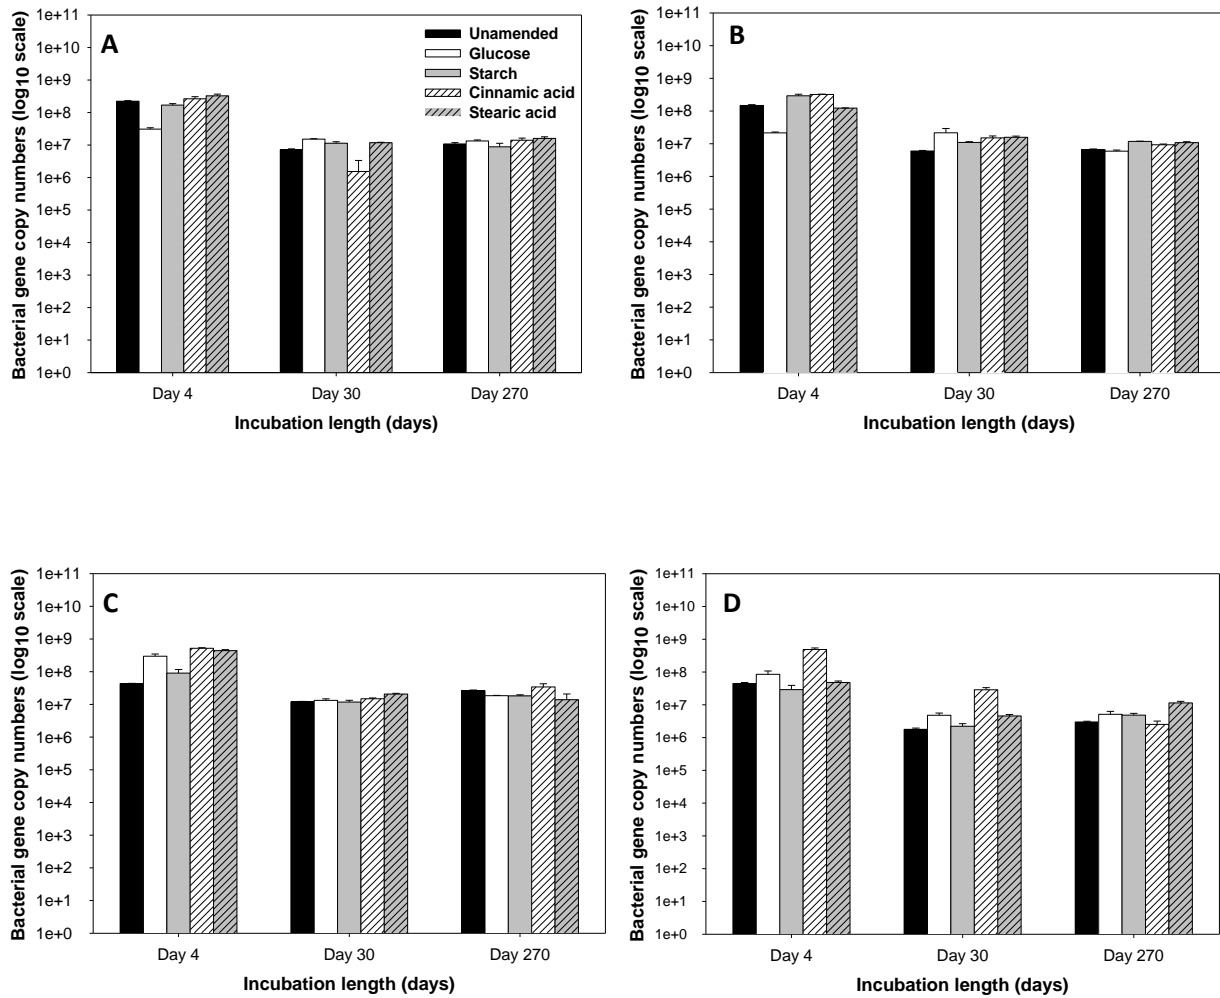 A
Bacterial gene copy numbers (log10 scale)
1e+11
1e+10
1e+9
1e+8
1e+7
1e+6
1e+5
1e+4
1e+3
1e+2
1e+1
1e+0
Unamended
Glucose
Starch
Cinnamic acid
Stearic acid
Day 4
Day 30
Day 270
Incubation length (days)
B
Bacterial gene copy numbers (log10 scale)
1e+11
1e+10
1e+9
1e+8
1e+7
1e+6
1e+5
1e+4
1e+3
1e+2
1e+1
1e+0
Day 4
Day 30
Day 270
Incubation length (days)
C
Bacterial gene copy numbers (log10 scale)
1e+11
1e+10
1e+9
1e+8
1e+7
1e+6
1e+5
1e+4
1e+3
1e+2
1e+1
1e+0
Day 4
Day 30
Day 270
Incubation length (days)
D
Bacterial gene copy numbers (log10 scale)
1e+11
1e+10
1e+9
1e+8
1e+7
1e+6
1e+5
1e+4
1e+3
1e+2
1e+1
1e+0
Day 4
Day 30
Day 270
Incubation length (days)